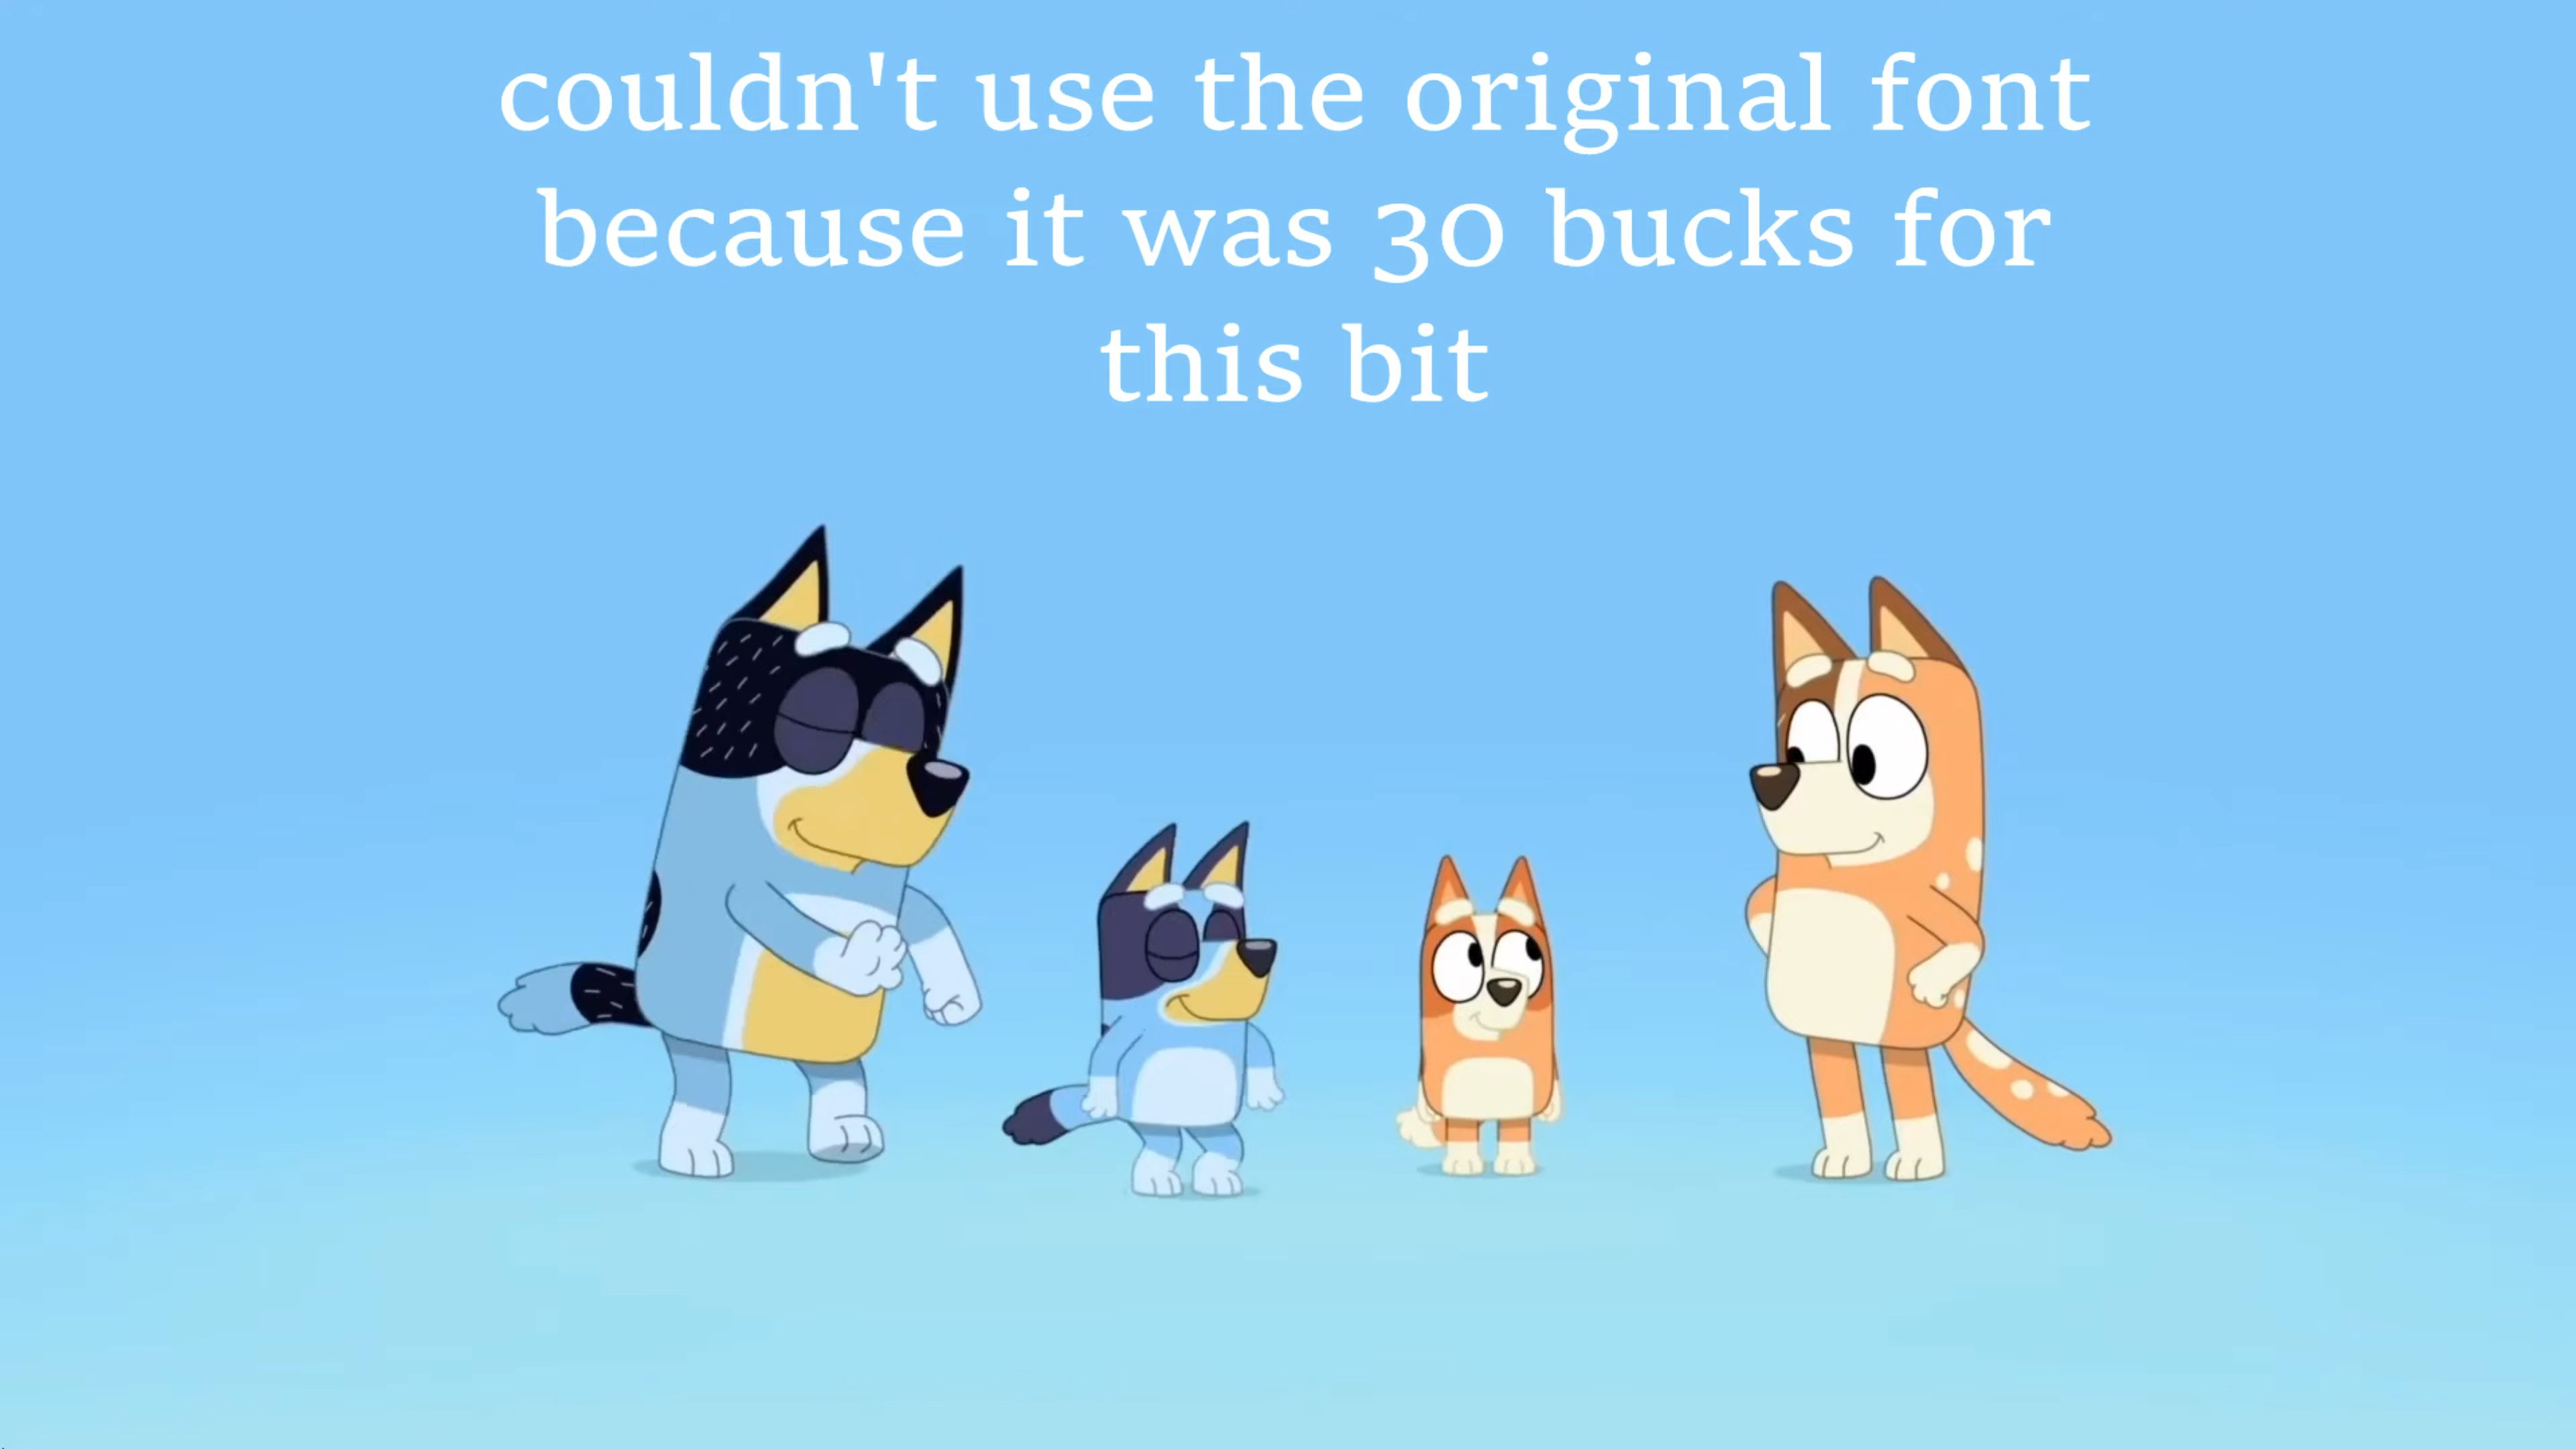 couldn't use the original font
because it was 30 bucks for
this bit